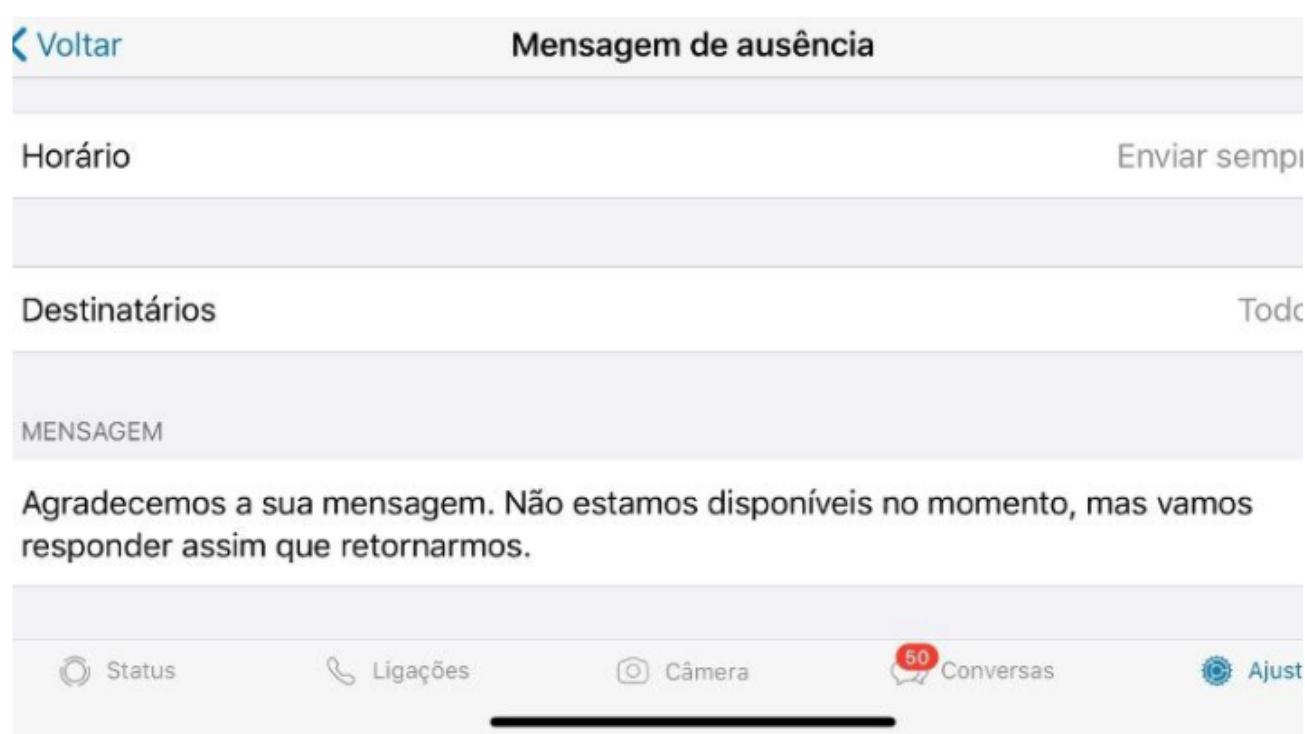 Voltar
Mensagem de ausência
Horário
Enviar sempr
Destinatários
Todo
MENSAGEM
Agradecemos a sua mensagem. Não estamos disponíveis no momento, mas vamos
responder assim que retornarmos.
Status
Ligações
Câmera
50
Conversas
Ajust